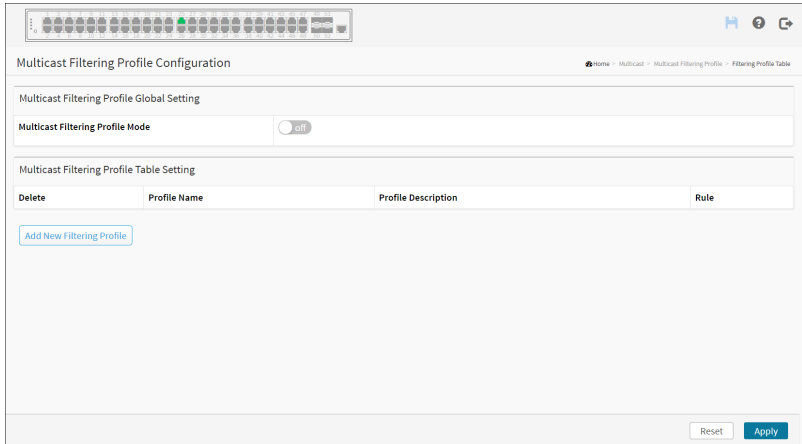 Multicast Filtering Profile Configuration
Home > Multicast > Multicast Filtering Profile > Filtering Profile Table
Multicast Filtering Profile Global Setting
Multicast Filtering Profile Mode
off
Multicast Filtering Profile Table Setting
Delete Profile Name Profile Description Rule
Add New Filtering Profile
Reset Apply